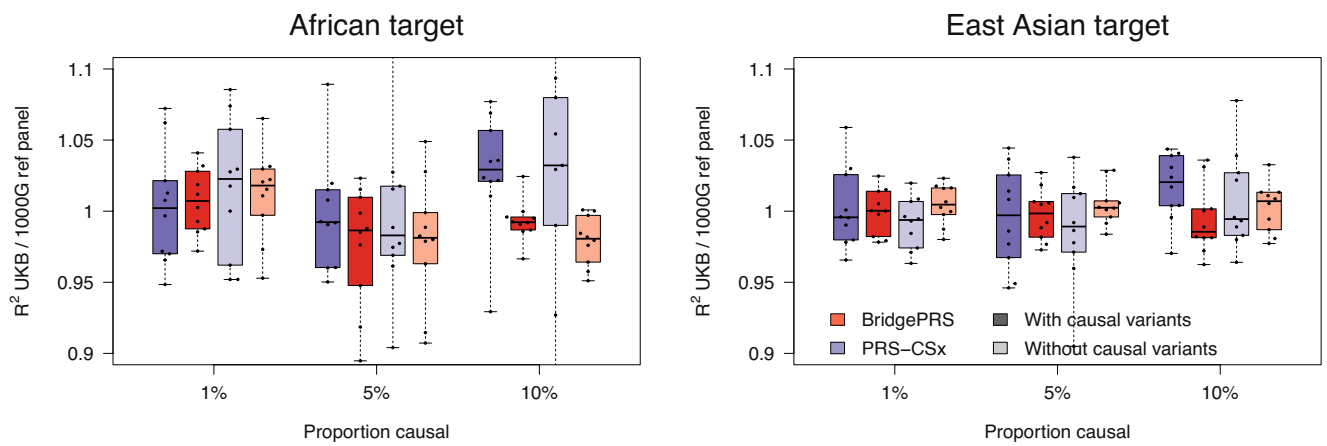 African target
R² UKB / 1000G ref panel
1.1
1.05
1
0.95
0.9
1%
5%
10%
Proportion causal
East Asian target
R² UKB / 1000G ref panel
1.1
1.05
1
0.95
0.9
BridgePRS
With causal variants
PRS−CSx
Without causal variants
1%
5%
10%
Proportion causal